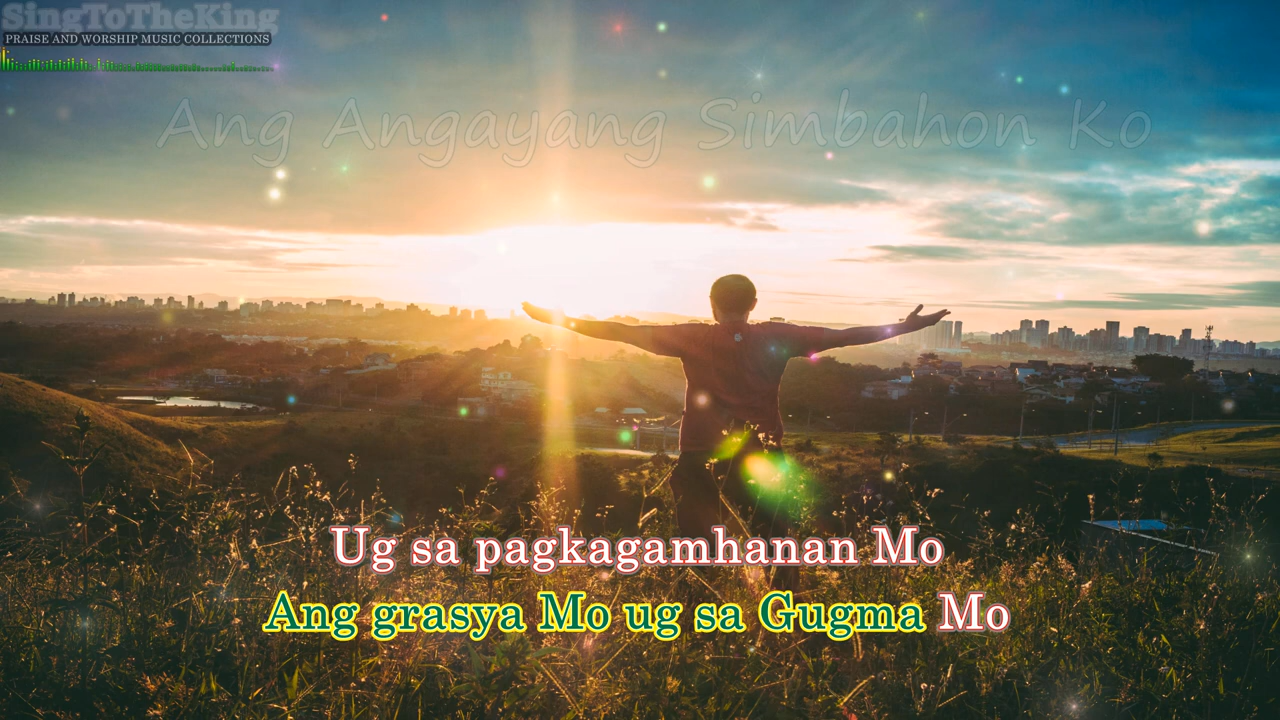 SingToTheKing
PRAISE AND WORSHIP MUSIC COLLECTIONS
Ang Angayang Simbahon Ko
Ug sa pagkagamhanan Mo
Ang grasya Mo ug sa Gugma Mo